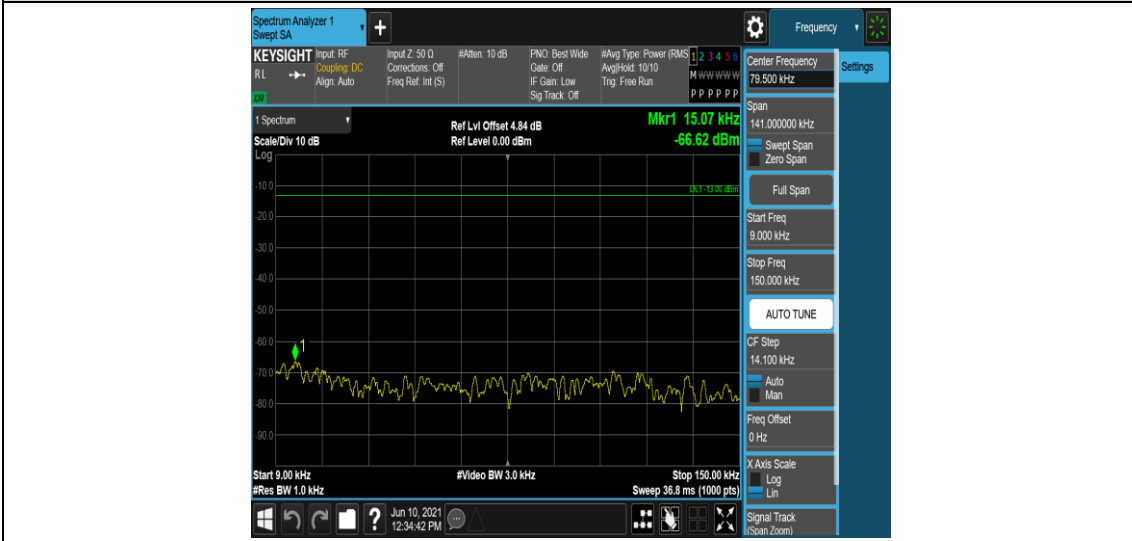 Spectrum Analyzer 1
Swept SA
+
Frequency
KEYSIGHT
RL
LXI
Input: RF
Coupling: DC
Align: Auto
Input Z: 50 Ω
Corrections: Off
Freq Ref: Int (S)
#Atten: 10 dB
PNO: Best Wide
Gate: Off
IF Gain: Low
Sig Track: Off
#Avg Type: Power (RMS
Avg|Hold: 10/10
Trig: Free Run
1 2 3 4 5 6
M W W W W W
P P P P P P
1 Spectrum
Scale/Div 10 dB
Ref Lvl Offset 4.84 dB
Ref Level 0.00 dBm
Mkr1 15.07 kHz
-66.62 dBm
Log
DL1 -13.00 dBm
-10.0
-20.0
-30.0
-40.0
-50.0
-60.0
1
-70.0
-80.0
-90.0
Start 9.00 kHz
#Video BW 3.0 kHz
Stop 150.00 kHz
#Res BW 1.0 kHz
Sweep 36.8 ms (1000 pts)
?
Jun 10, 2021
12:34:42 PM
Center Frequency
79.500 kHz
Settings
Span
141.000000 kHz
Swept Span
Zero Span
Full Span
Start Freq
9.000 kHz
Stop Freq
150.000 kHz
AUTO TUNE
CF Step
14.100 kHz
Auto
Man
Freq Offset
0 Hz
X Axis Scale
Log
Lin
Signal Track
(Span Zoom)